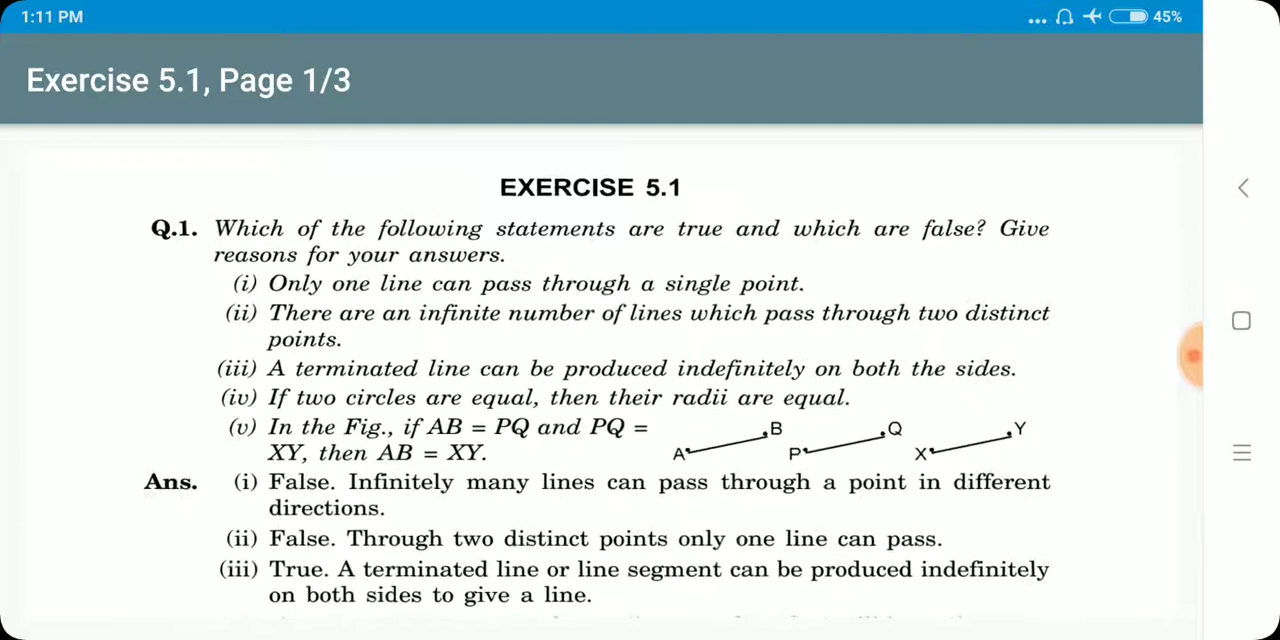 1:11 PM
... 45%
Exercise 5.1, Page 1/3
EXERCISE 5.1
Q.1. Which of the following statements are true and which are false? Give
reasons for your answers.
(i) Only one line can pass through a single point.
(ii) There are an infinite number of lines which pass through two distinct
points.
(iii) A terminated line can be produced indefinitely on both the sides.
(iv) If two circles are equal, then their radii are equal.
(v) In the Fig., if AB = PQ and PQ =
XY, then AB = XY.
A B P Q X Y
Ans. (i) False. Infinitely many lines can pass through a point in different
directions.
(ii) False. Through two distinct points only one line can pass.
(iii) True. A terminated line or line segment can be produced indefinitely
on both sides to give a line.